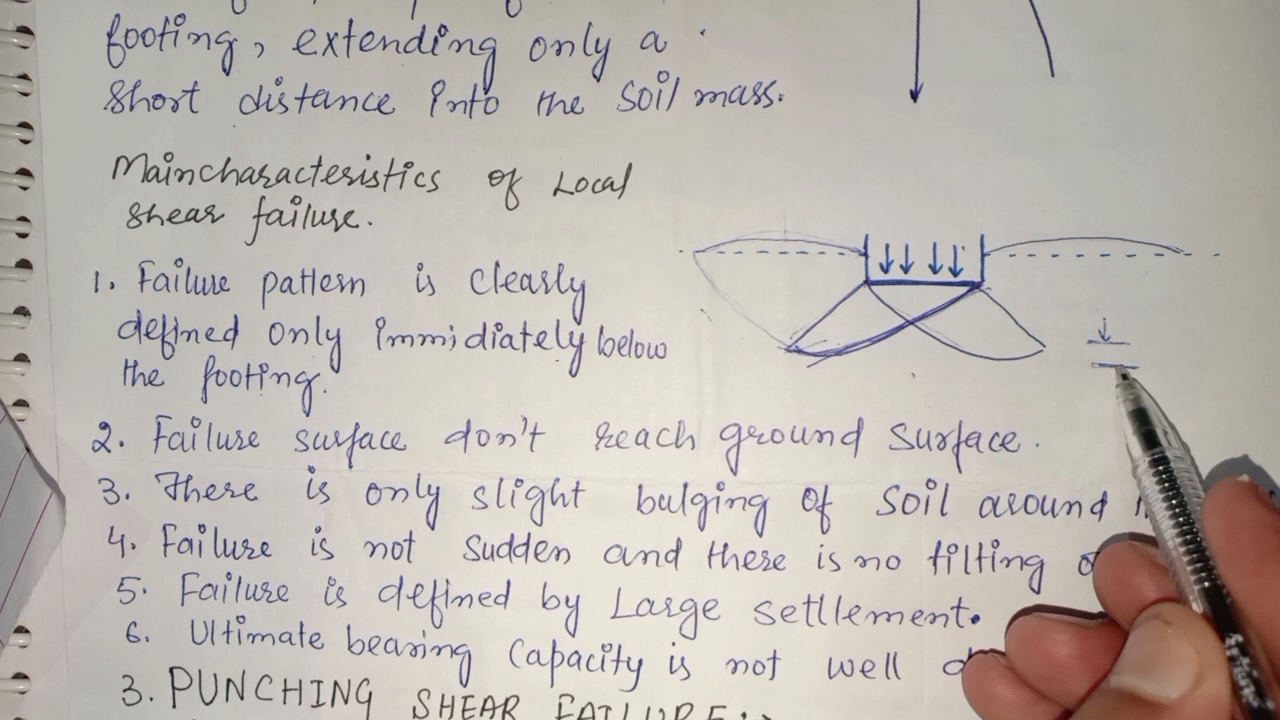 footing, extending only a
short distance into the soil mass.
Main characteristics of Local
shear failure.
1. Failure pattern is clearly
defined only immidiately below
the footing.
2. Failure surface don't reach ground surface.
3. There is only slight bulging of soil around
4. Failure is not sudden and there is no tilting
5. Failure is defined by Large settlement.
6. Ultimate bearing capacity is not well
3. PUNCHING SHEAR FAILURE:->